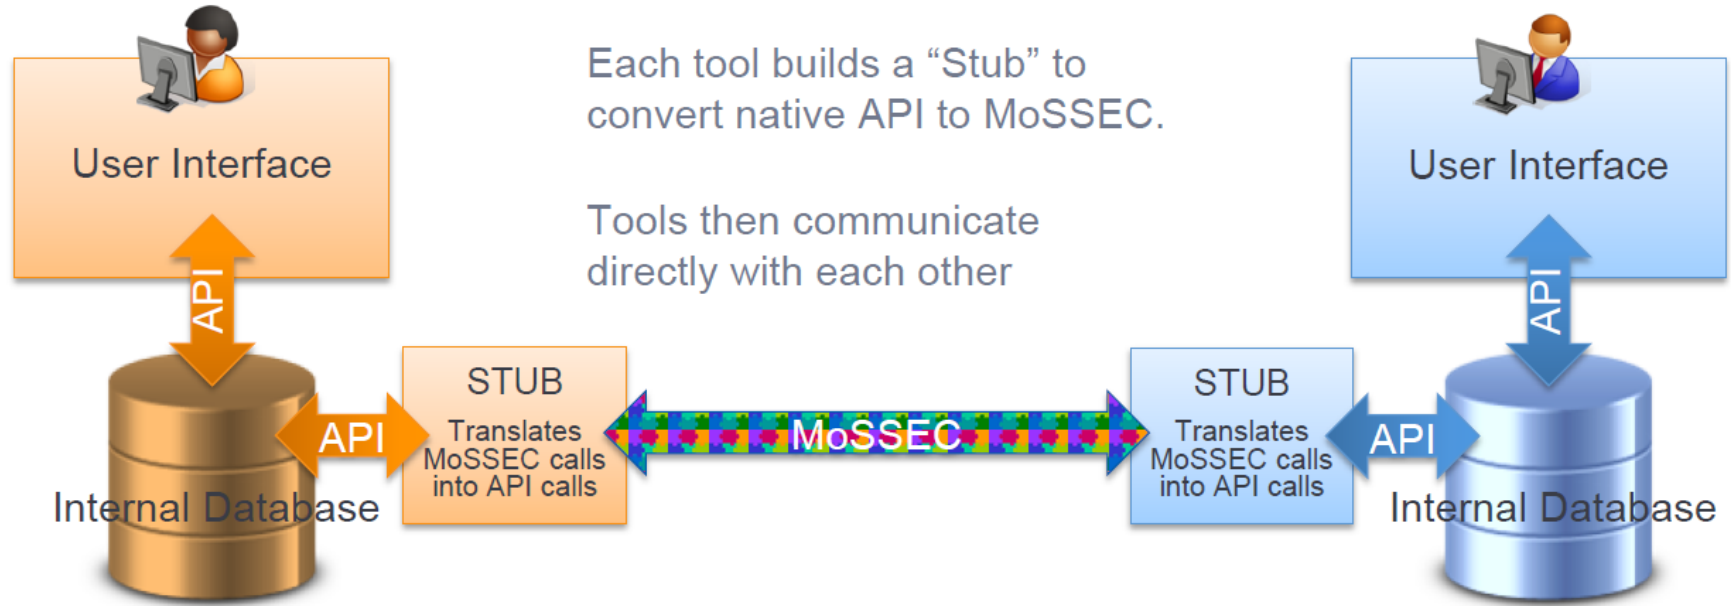 Each tool builds a “Stub” to
convert native API to MoSSEC.
Tools then communicate
directly with each other
User Interface
API
Internal Database
API
STUB
Translates
MoSSEC calls
into API calls
MoSSEC
STUB
Translates
MoSSEC calls
into API calls
API
User Interface
API
Internal Database